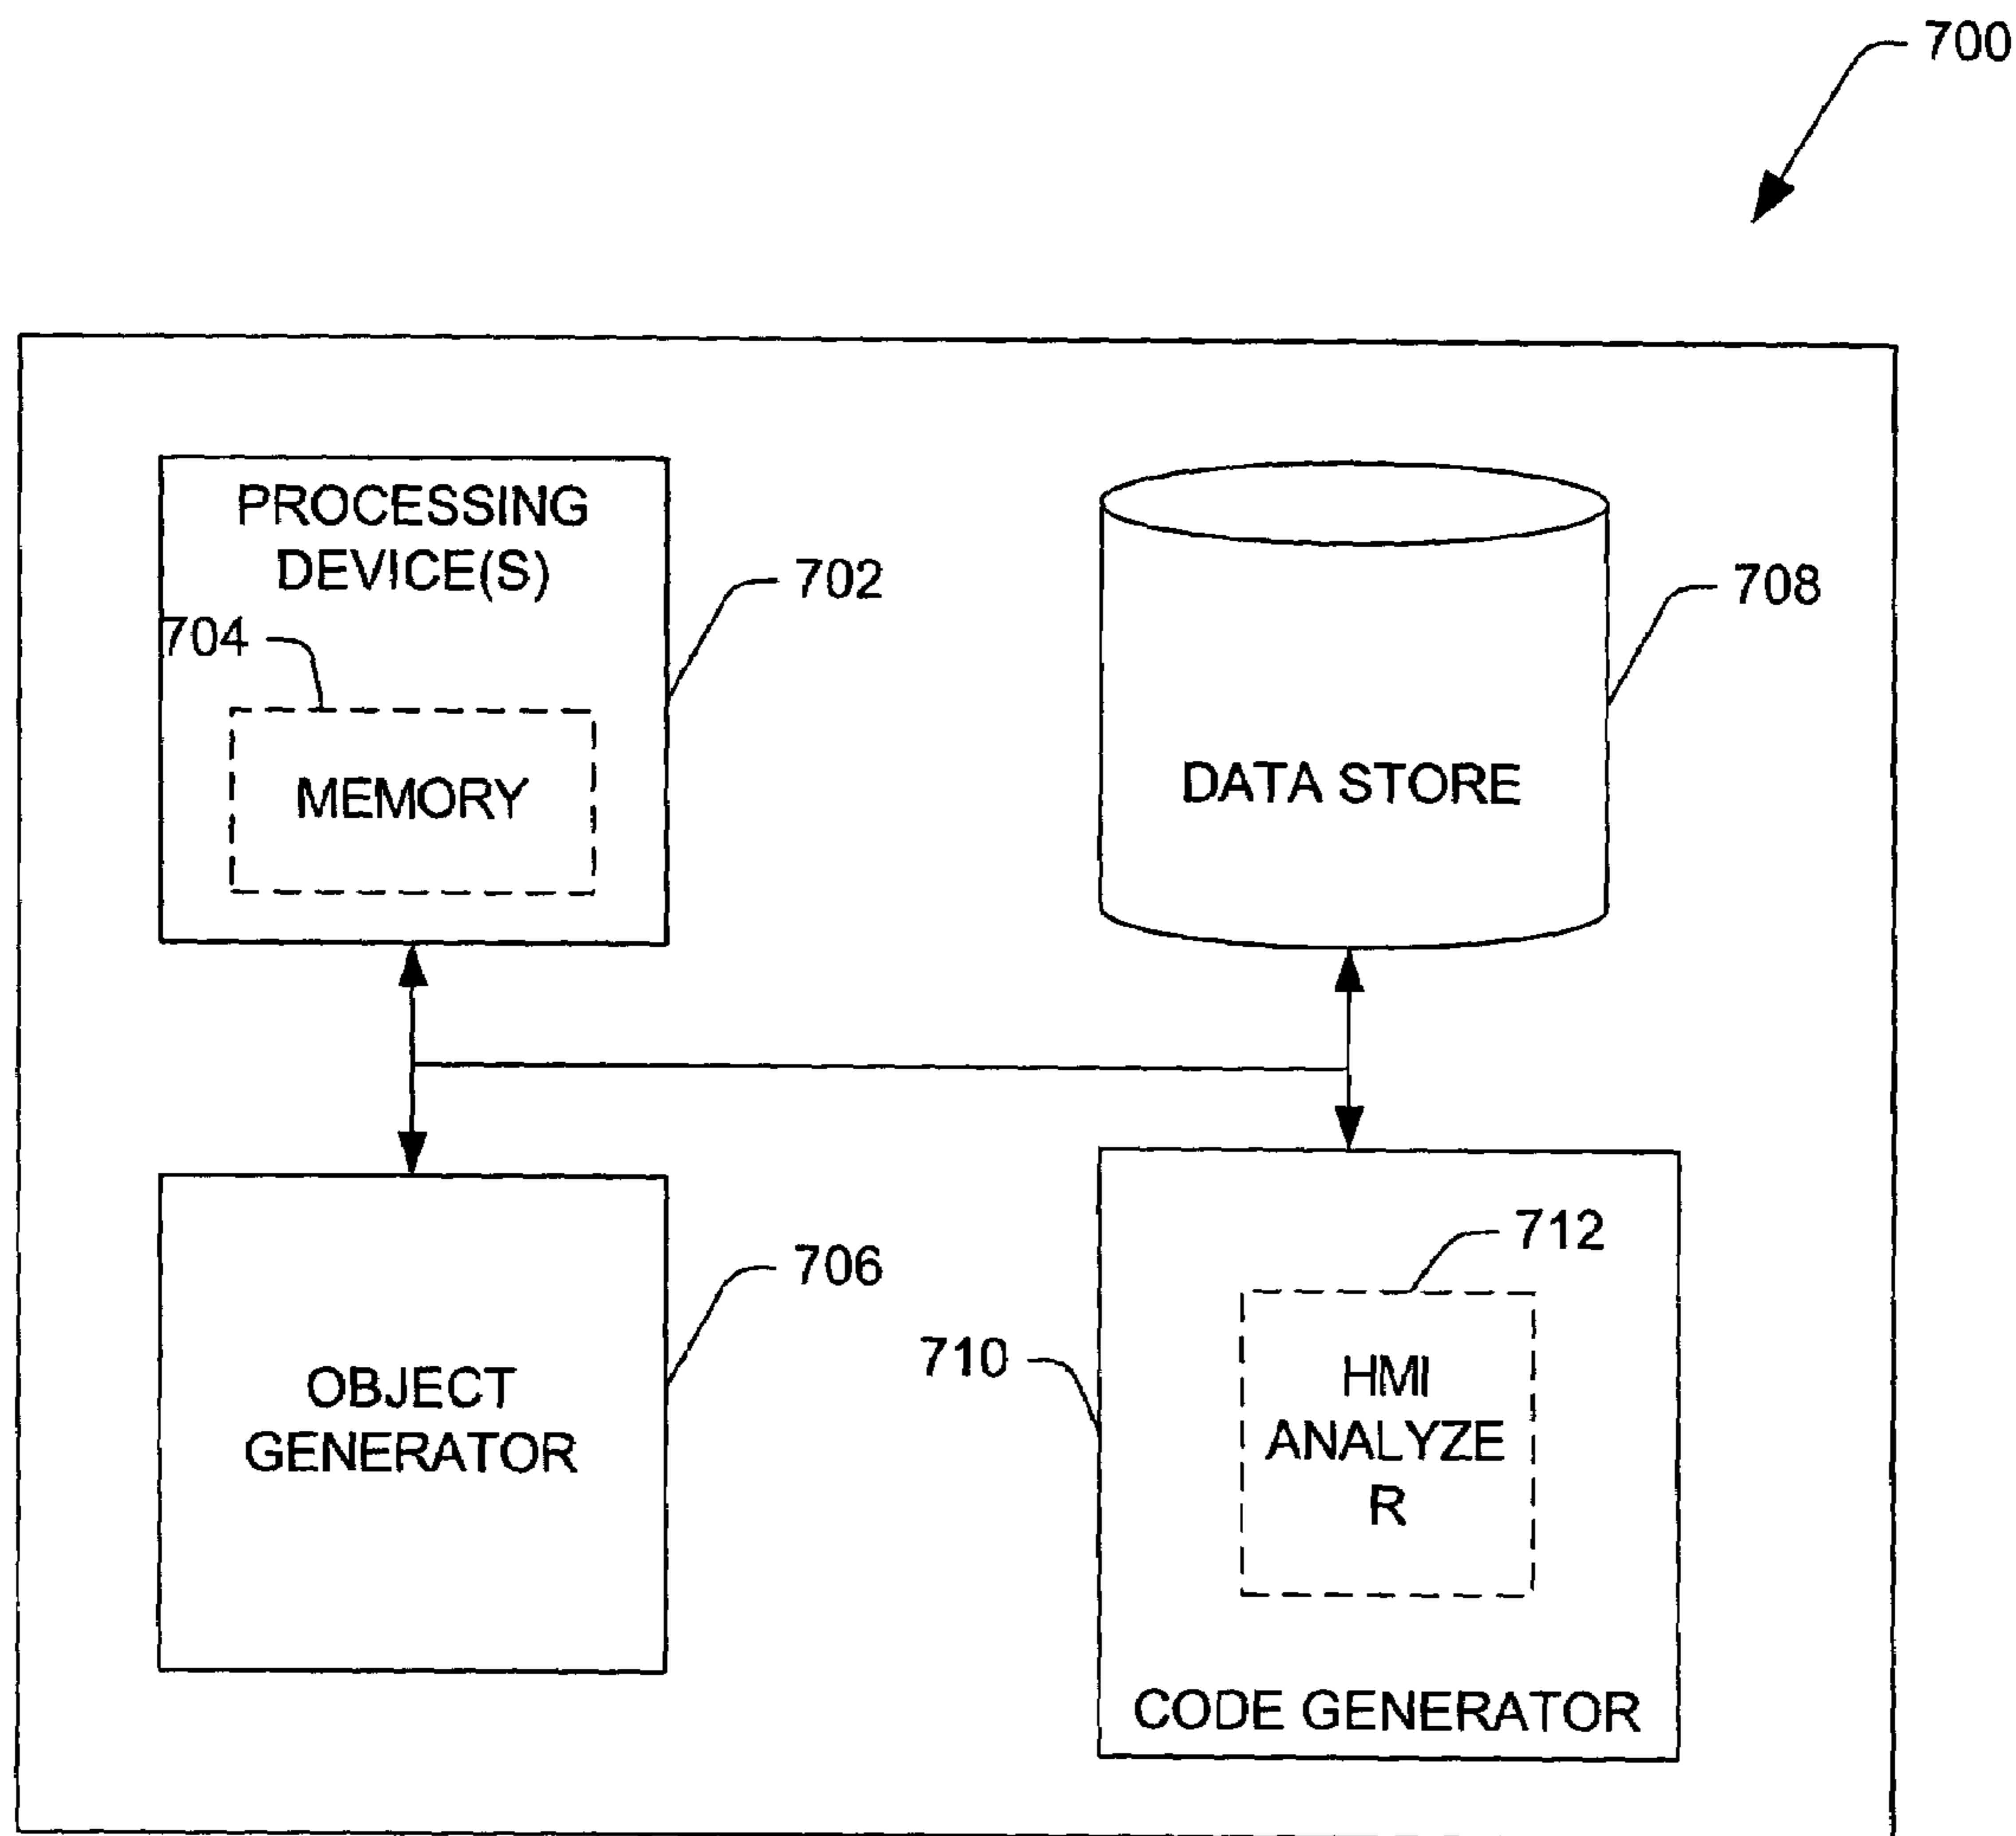 700
PROCESSING
DEVICE(S)
702
704
MEMORY
708
DATA STORE
706
OBJECT
GENERATOR
712
710
HMI
ANALYZE
R
CODE GENERATOR